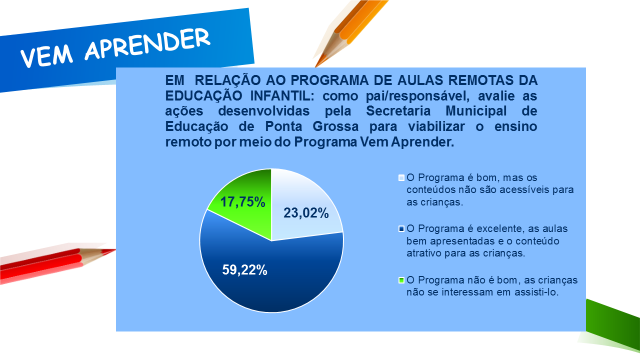 VEM APRENDER
EM RELAÇÃO AO PROGRAMA DE AULAS REMOTAS DA
EDUCAÇÃO INFANTIL: como pai/responsável, avalie as
ações desenvolvidas pela Secretaria Municipal de
Educação de Ponta Grossa para viabilizar o ensino
remoto por meio do Programa Vem Aprender.
17,75%
23,02%
59,22%
O Programa é bom, mas os
conteúdos não são acessíveis para
as crianças.
O Programa é excelente, as aulas
bem apresentadas e o conteúdo
atrativo para as crianças.
O Programa não é bom, as crianças
não se interessam em assisti-lo.